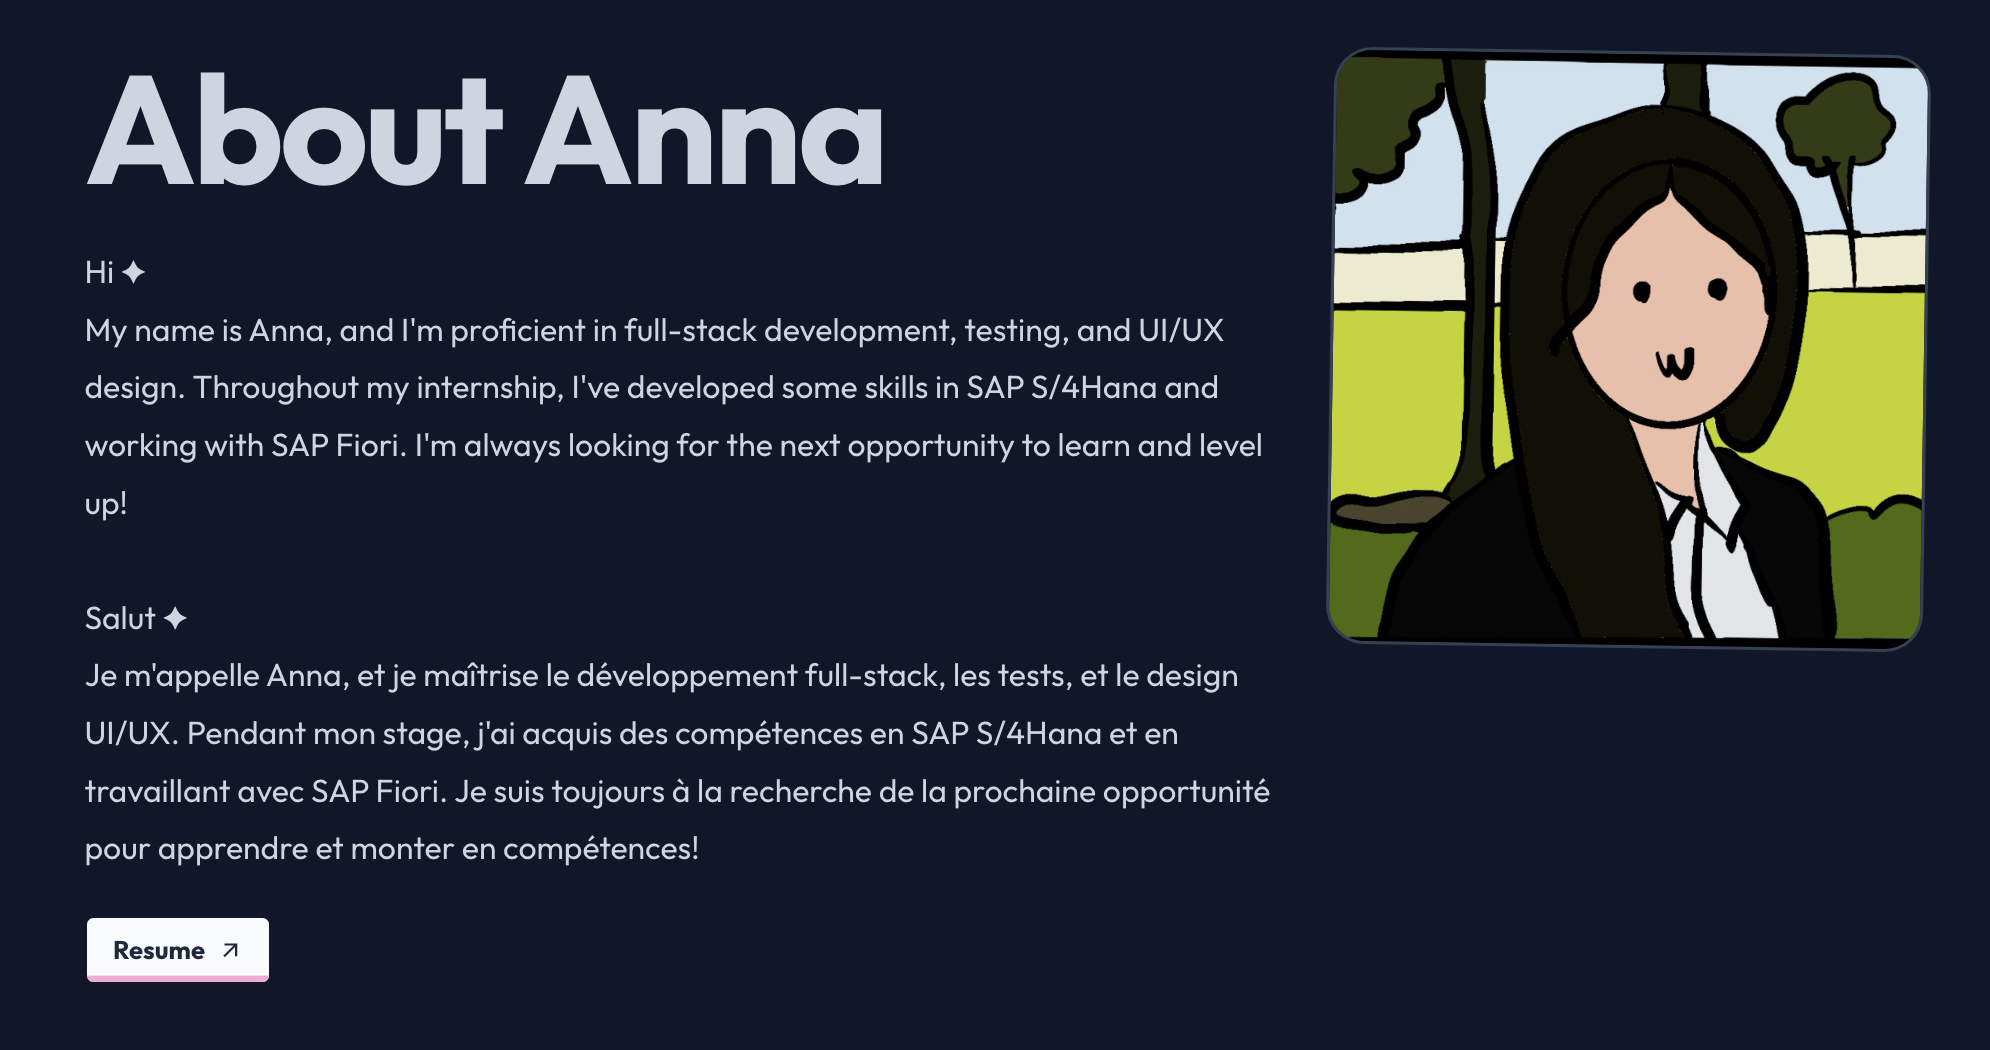 About Anna
Hi ✦
My name is Anna, and I'm proficient in full-stack development, testing, and UI/UX
design. Throughout my internship, I've developed some skills in SAP S/4Hana and
working with SAP Fiori. I'm always looking for the next opportunity to learn and level
up!
Salut ✦
Je m'appelle Anna, et je maîtrise le développement full-stack, les tests, et le design
UI/UX. Pendant mon stage, j'ai acquis des compétences en SAP S/4Hana et en
travaillant avec SAP Fiori. Je suis toujours à la recherche de la prochaine opportunité
pour apprendre et monter en compétences!
Resume ↗